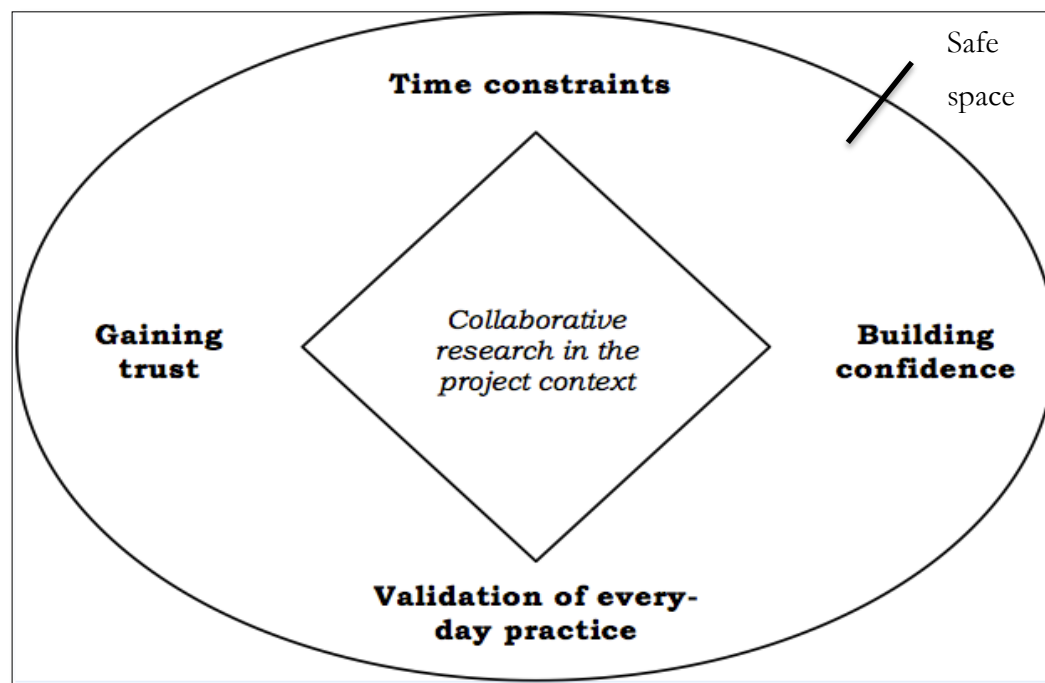 Safe
space
Time constraints
Gaining
trust
Collaborative
research in the
project context
Building
confidence
Validation of every-
day practice